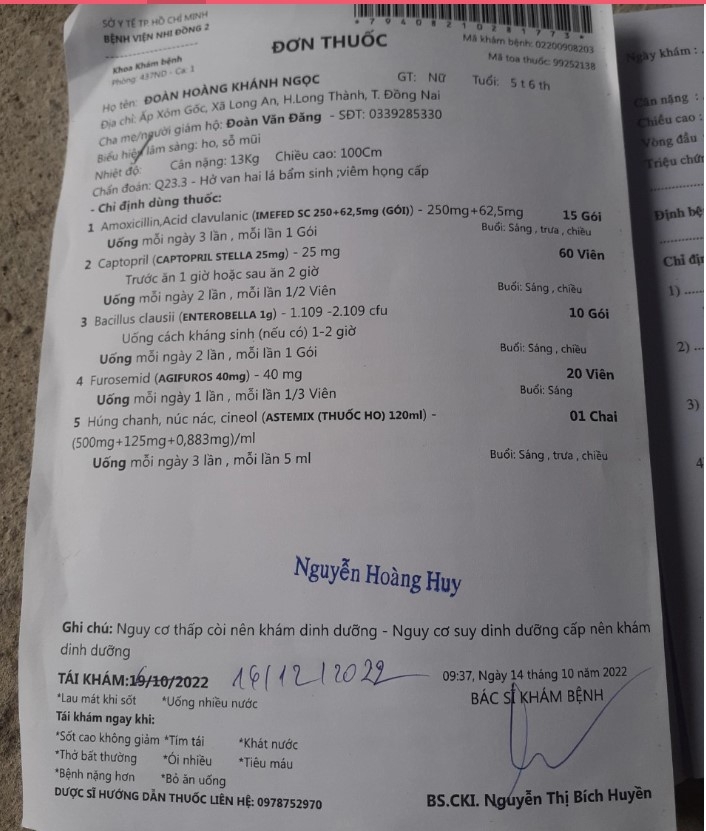 SỞ Y TẾ TP. HỒ CHÍ MINH
BỆNH VIỆN NHI ĐỒNG 2
* 7 9 4 0 8 2 1 0 2 8 1 7 7 3 *
Khoa Khám bệnh
Phòng: 437ND - Ca: 1
ĐƠN THUỐC
Mã khám bệnh: 02200908203
Mã toa thuốc: 99252138
Họ tên: ĐOÀN HOÀNG KHÁNH NGỌC GT: NỮ Tuổi: 5 t 6 th
Địa chỉ: Ấp Xóm Gốc, Xã Long An, H.Long Thành, T. Đồng Nai
Cha mẹ/người giám hộ: Đoàn Văn Đăng - SĐT: 0339285330
Biểu hiện lâm sàng: ho, sổ mũi
Nhiệt độ: Cân nặng: 13Kg Chiều cao: 100Cm
Chẩn đoán: Q23.3 - Hở van hai lá bẩm sinh ;viêm họng cấp
- Chỉ định dùng thuốc:
1 Amoxicillin,Acid clavulanic (IMEFED SC 250+62,5mg (GÓI)) - 250mg+62,5mg 15 Gói
Uống mỗi ngày 3 lần , mỗi lần 1 Gói Buổi: Sáng , trưa , chiều
2 Captopril (CAPTOPRIL STELLA 25mg) - 25 mg 60 Viên
Trước ăn 1 giờ hoặc sau ăn 2 giờ
Uống mỗi ngày 2 lần , mỗi lần 1/2 Viên Buổi: Sáng , chiều
3 Bacillus clausii (ENTEROBELLA 1g) - 1.109 -2.109 cfu 10 Gói
Uống cách kháng sinh (nếu có) 1-2 giờ
Uống mỗi ngày 2 lần , mỗi lần 1 Gói Buổi: Sáng , chiều
4 Furosemid (AGIFUROS 40mg) - 40 mg 20 Viên
Uống mỗi ngày 1 lần , mỗi lần 1/3 Viên Buổi: Sáng
5 Húng chanh, núc nác, cineol (ASTEMIX (THUỐC HO) 120ml) - 01 Chai
(500mg+125mg+0,883mg)/ml
Uống mỗi ngày 3 lần , mỗi lần 5 ml Buổi: Sáng , trưa , chiều
Nguyễn Hoàng Huy
Ghi chú: Nguy cơ thấp còi nên khám dinh dưỡng - Nguy cơ suy dinh dưỡng cấp nên khám
dinh dưỡng
TÁI KHÁM: /10/2022 16/12/2022
09:37, Ngày 14 tháng 10 năm 2022
*Lau mát khi sốt *Uống nhiều nước
BÁC SĨ KHÁM BỆNH
Tái khám ngay khi:
*Sốt cao không giảm *Tím tái *Khát nước
*Thở bất thường *Ói nhiều *Tiêu máu
*Bệnh nặng hơn *Bỏ ăn uống
DƯỢC SĨ HƯỚNG DẪN THUỐC LIÊN HỆ: 0978752970
BS.CKI. Nguyễn Thị Bích Huyền
Ngày khám :
Cân nặng :
Chiều cao :
Vòng đầu
Triệu chứ
Định bệ
Chỉ địn
1) .....
2) ...
3)
4